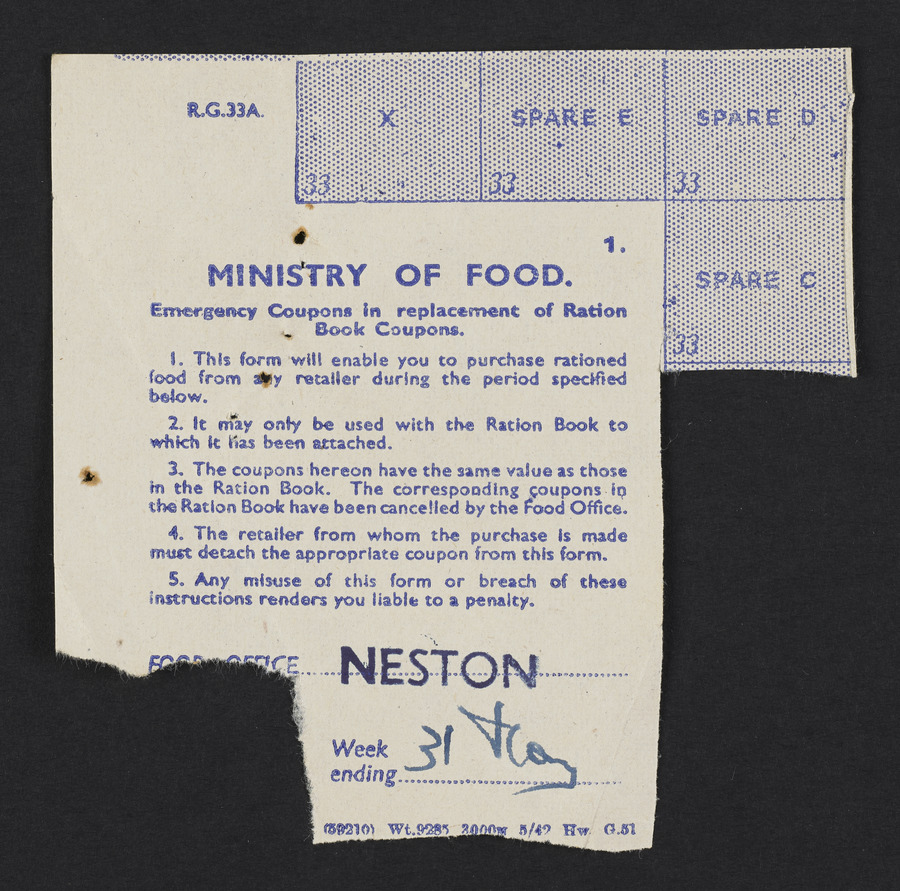 R.G.33A.
X
SPARE E
SPARE D
33
33
33
SPARE C
33
1.
MINISTRY OF FOOD.
Emergency Coupons in replacement of Ration
Book Coupons.
1. This form will enable you to purchase rationed
food from any retailer during the period specified
below.
2. It may only be used with the Ration Book to
which it has been attached.
3. The coupons hereon have the same value as those
in the Ration Book. The corresponding coupons in
the Ration Book have been cancelled by the Food Office.
4. The retailer from whom the purchase is made
must detach the appropriate coupon from this form.
5. Any misuse of this form or breach of these
instructions renders you liable to a penalty.
FOOD OFFICE NESTON
Week 31 May
ending
(59210) Wt.9285 2000m 5/42 Hw. G.51